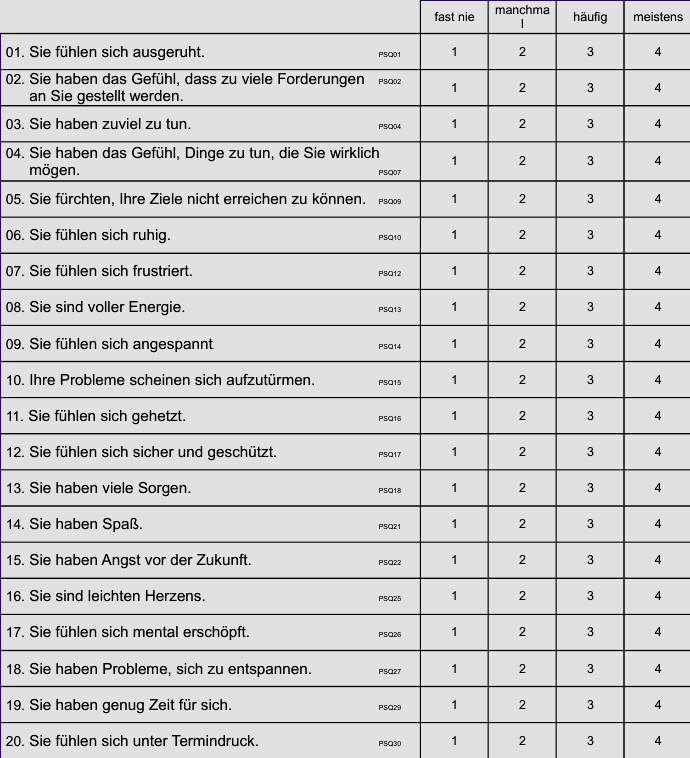 fast nie manchma häufig meistens
l
01. Sie fühlen sich ausgeruht. PSQ01 1 2 3 4
02. Sie haben das Gefühl, dass zu viele Forderungen PSQ02
an Sie gestellt werden. 1 2 3 4
03. Sie haben zuviel zu tun. PSQ04 1 2 3 4
04. Sie haben das Gefühl, Dinge zu tun, die Sie wirklich
mögen. PSQ07 1 2 3 4
05. Sie fürchten, Ihre Ziele nicht erreichen zu können. PSQ09 1 2 3 4
06. Sie fühlen sich ruhig. PSQ10 1 2 3 4
07. Sie fühlen sich frustriert. PSQ12 1 2 3 4
08. Sie sind voller Energie. PSQ13 1 2 3 4
09. Sie fühlen sich angespannt PSQ14 1 2 3 4
10. Ihre Probleme scheinen sich aufzutürmen. PSQ15 1 2 3 4
11. Sie fühlen sich gehetzt. PSQ16 1 2 3 4
12. Sie fühlen sich sicher und geschützt. PSQ17 1 2 3 4
13. Sie haben viele Sorgen. PSQ18 1 2 3 4
14. Sie haben Spaß. PSQ21 1 2 3 4
15. Sie haben Angst vor der Zukunft. PSQ22 1 2 3 4
16. Sie sind leichten Herzens. PSQ25 1 2 3 4
17. Sie fühlen sich mental erschöpft. PSQ26 1 2 3 4
18. Sie haben Probleme, sich zu entspannen. PSQ27 1 2 3 4
19. Sie haben genug Zeit für sich. PSQ29 1 2 3 4
20. Sie fühlen sich unter Termindruck. PSQ30 1 2 3 4